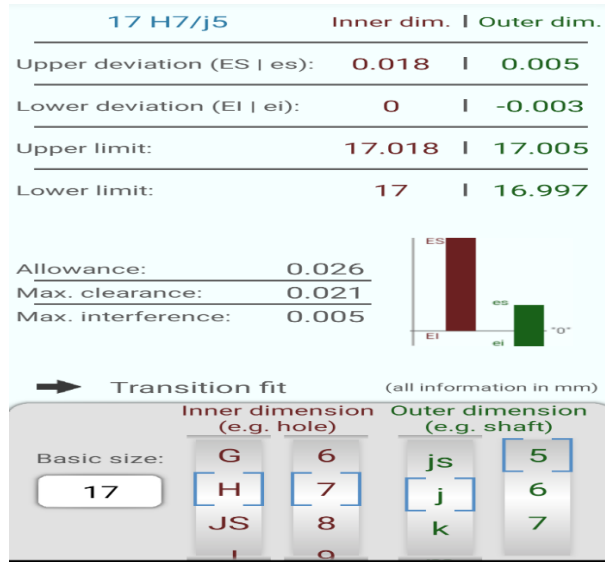 17 H7/j5 Inner dim. | Outer dim.
Upper deviation (ES | es): 0.018 | 0.005
Lower deviation (EI | ei): 0 | -0.003
Upper limit: 17.018 | 17.005
Lower limit: 17 | 16.997
Allowance: 0.026
Max. clearance: 0.021
Max. interference: 0.005
ES
es
EI
ei
"0"
Transition fit (all information in mm)
Inner dimension Outer dimension
(e.g. hole) (e.g. shaft)
Basic size: G 6 js 5
17 H 7 j 6
JS 8 k 7